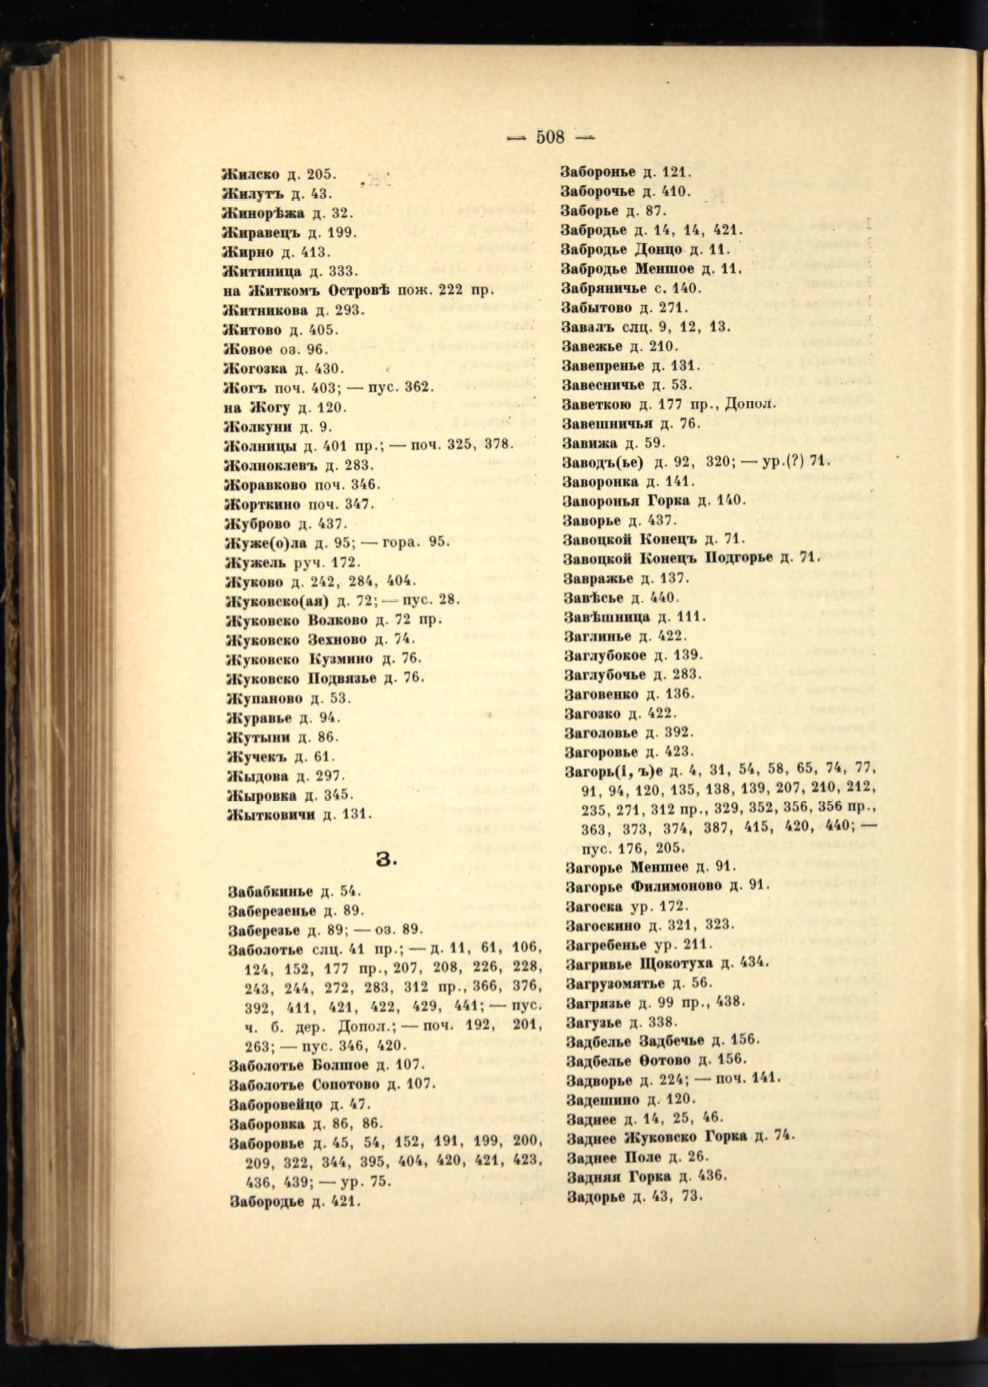 — 508 —
Жилско д. 205.
Жилутъ д. 43.
Жинорѣжа д. 32.
Жиравецъ д. 199.
Жирно д. 413.
Житиница д. 333.
на Житкомъ Островѣ пож. 222 пр.
Житникова д. 293.
Житово д. 405.
Жовое оз. 96.
Жогозка д. 430.
Жогъ поч. 403; — пус. 362.
на Жогу д. 120.
Жолкуни д. 9.
Жолницы д. 401 пр.; — поч. 325, 378.
Жолноклевъ д. 283.
Жоравково поч. 346.
Жорткино поч. 347.
Жуброво д. 437.
Жуже(о)ла д. 95; — гора. 95.
Жужель руч. 172.
Жуково д. 242, 284, 404.
Жуковско(ая) д. 72; — пус. 28.
Жуковско Волково д. 72 пр.
Жуковско Зехново д. 74.
Жуковско Кузмино д. 76.
Жуковско Подвязье д. 76.
Жупаново д. 53.
Журавье д. 94.
Жутыни д. 86.
Жучекъ д. 61.
Жыдова д. 297.
Жыровка д. 345.
Жытковичи д. 131.
З.
Забабкинье д. 54.
Заберезенье д. 89.
Заберезье д. 89; — оз. 89.
Заболотье слц. 41 пр.; — д. 11, 61, 106,
124, 152, 177 пр., 207, 208, 226, 228,
243, 244, 272, 283, 312 пр., 366, 376,
392, 411, 421, 422, 429, 441; — пус.
ч. б. дер. Допол.; — поч. 192, 201,
263; — пус. 346, 420.
Заболотье Болшое д. 107.
Заболотье Сопотово д. 107.
Заборовейцо д. 47.
Заборовка д. 86, 86.
Заборовье д. 45, 54, 152, 191, 199, 200,
209, 322, 344, 395, 404, 420, 421, 423,
436, 439; — ур. 75.
Забородье д. 421.
Заборонье д. 121.
Заборочье д. 410.
Заборье д. 87.
Забродье д. 14, 14, 421.
Забродье Донцо д. 11.
Забродье Меншое д. 11.
Забряничье с. 140.
Забытово д. 271.
Завалъ слц. 9, 12, 13.
Завежье д. 210.
Завепренье д. 131.
Завесничье д. 53.
Заветкою д. 177 пр., Допол.
Завешничья д. 76.
Завижа д. 59.
Заводъ(ье) д. 92, 320; — ур.(?) 71.
Заворонка д. 141.
Заворонья Горка д. 140.
Заворье д. 437.
Завоцкой Конецъ д. 71.
Завоцкой Конецъ Подгорье д. 71.
Завражье д. 137.
Завѣсье д. 440.
Завѣшница д. 111.
Заглинье д. 422.
Заглубокое д. 139.
Заглубочье д. 283.
Заговенко д. 136.
Загозко д. 422.
Заголовье д. 392.
Загоровье д. 423.
Загорь(і, ъ)е д. 4, 31, 54, 58, 65, 74, 77,
91, 94, 120, 135, 138, 139, 207, 210, 212,
235, 271, 312 пр., 329, 352, 356, 356 пр.,
363, 373, 374, 387, 415, 420, 440; —
пус. 176, 205.
Загорье Меншее д. 91.
Загорье Филимоново д. 91.
Загоска ур. 172.
Загоскино д. 321, 323.
Загребенье ур. 211.
Загривье Щокотуха д. 434.
Загрузомятье д. 56.
Загрязье д. 99 пр., 438.
Загузье д. 338.
Задбелье Задбечье д. 156.
Задбелье Ѳотово д. 156.
Задворье д. 224; — поч. 141.
Задешино д. 120.
Заднее д. 14, 25, 46.
Заднее Жуковско Горка д. 74.
Заднее Поле д. 26.
Задняя Горка д. 436.
Задорье д. 43, 73.